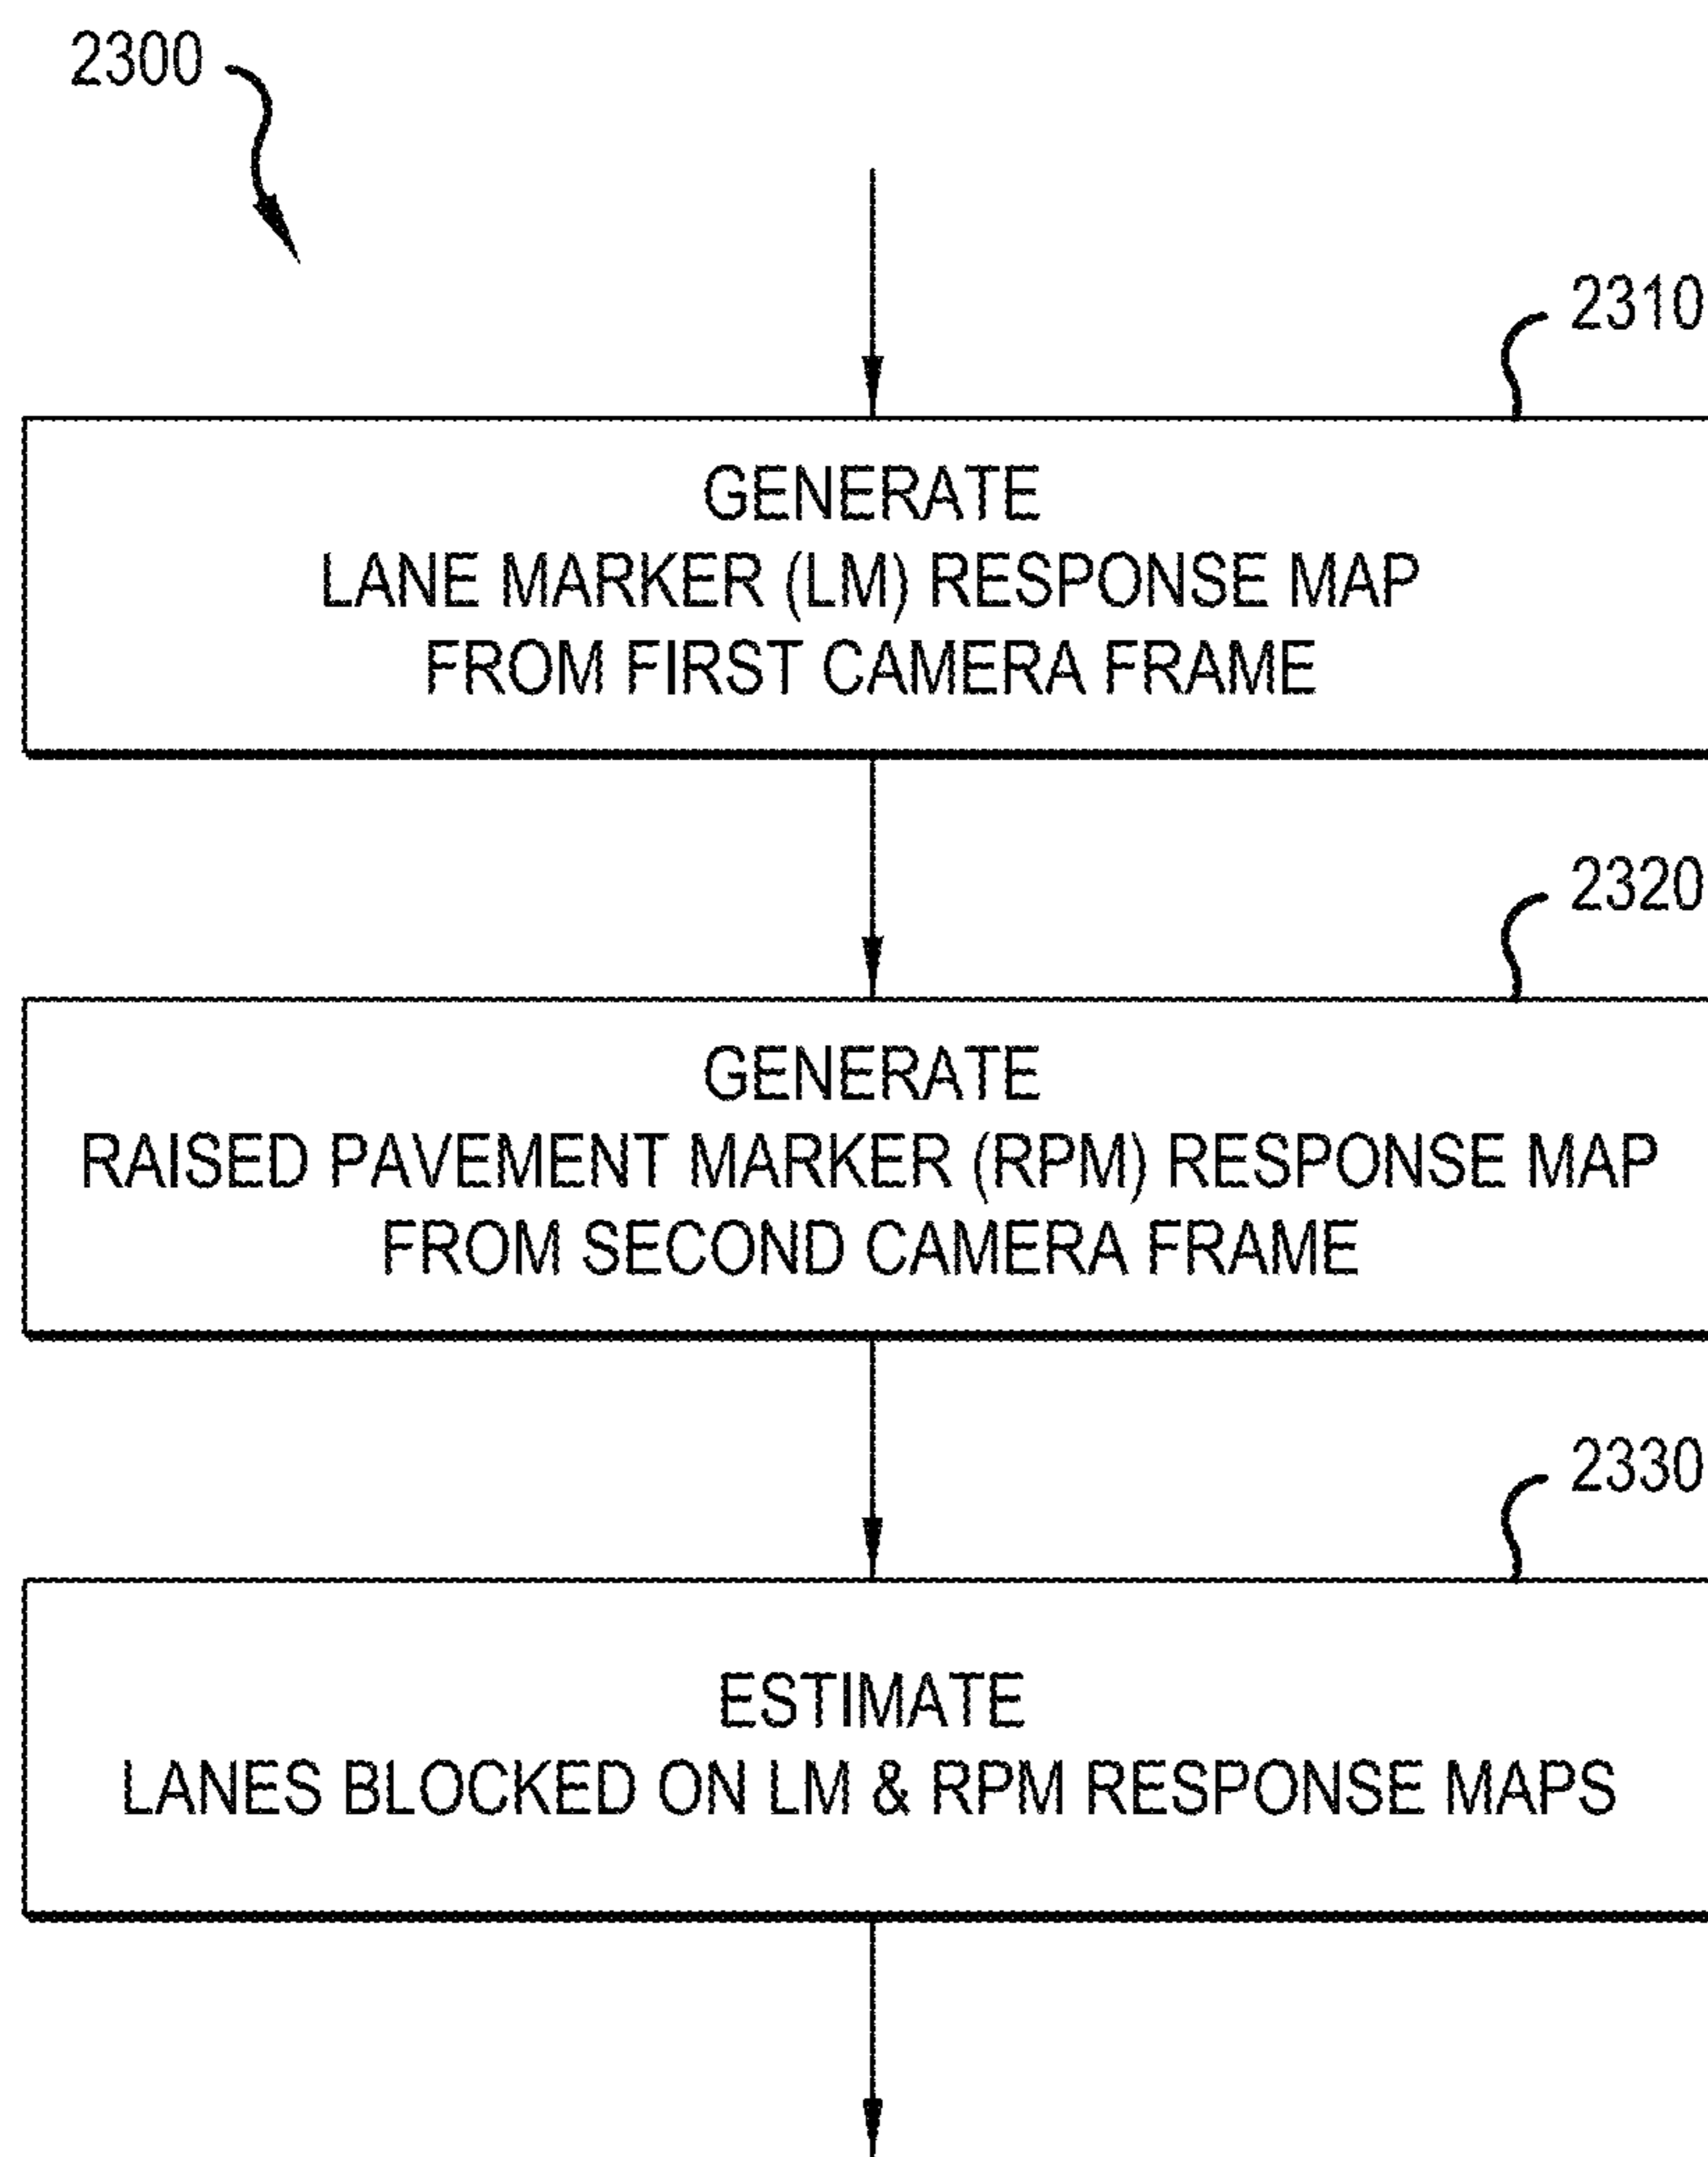 2300
2310
GENERATE
LANE MARKER (LM) RESPONSE MAP
FROM FIRST CAMERA FRAME
2320
GENERATE
RAISED PAVEMENT MARKER (RPM) RESPONSE MAP
FROM SECOND CAMERA FRAME
2330
ESTIMATE
LANES BLOCKED ON LM & RPM RESPONSE MAPS